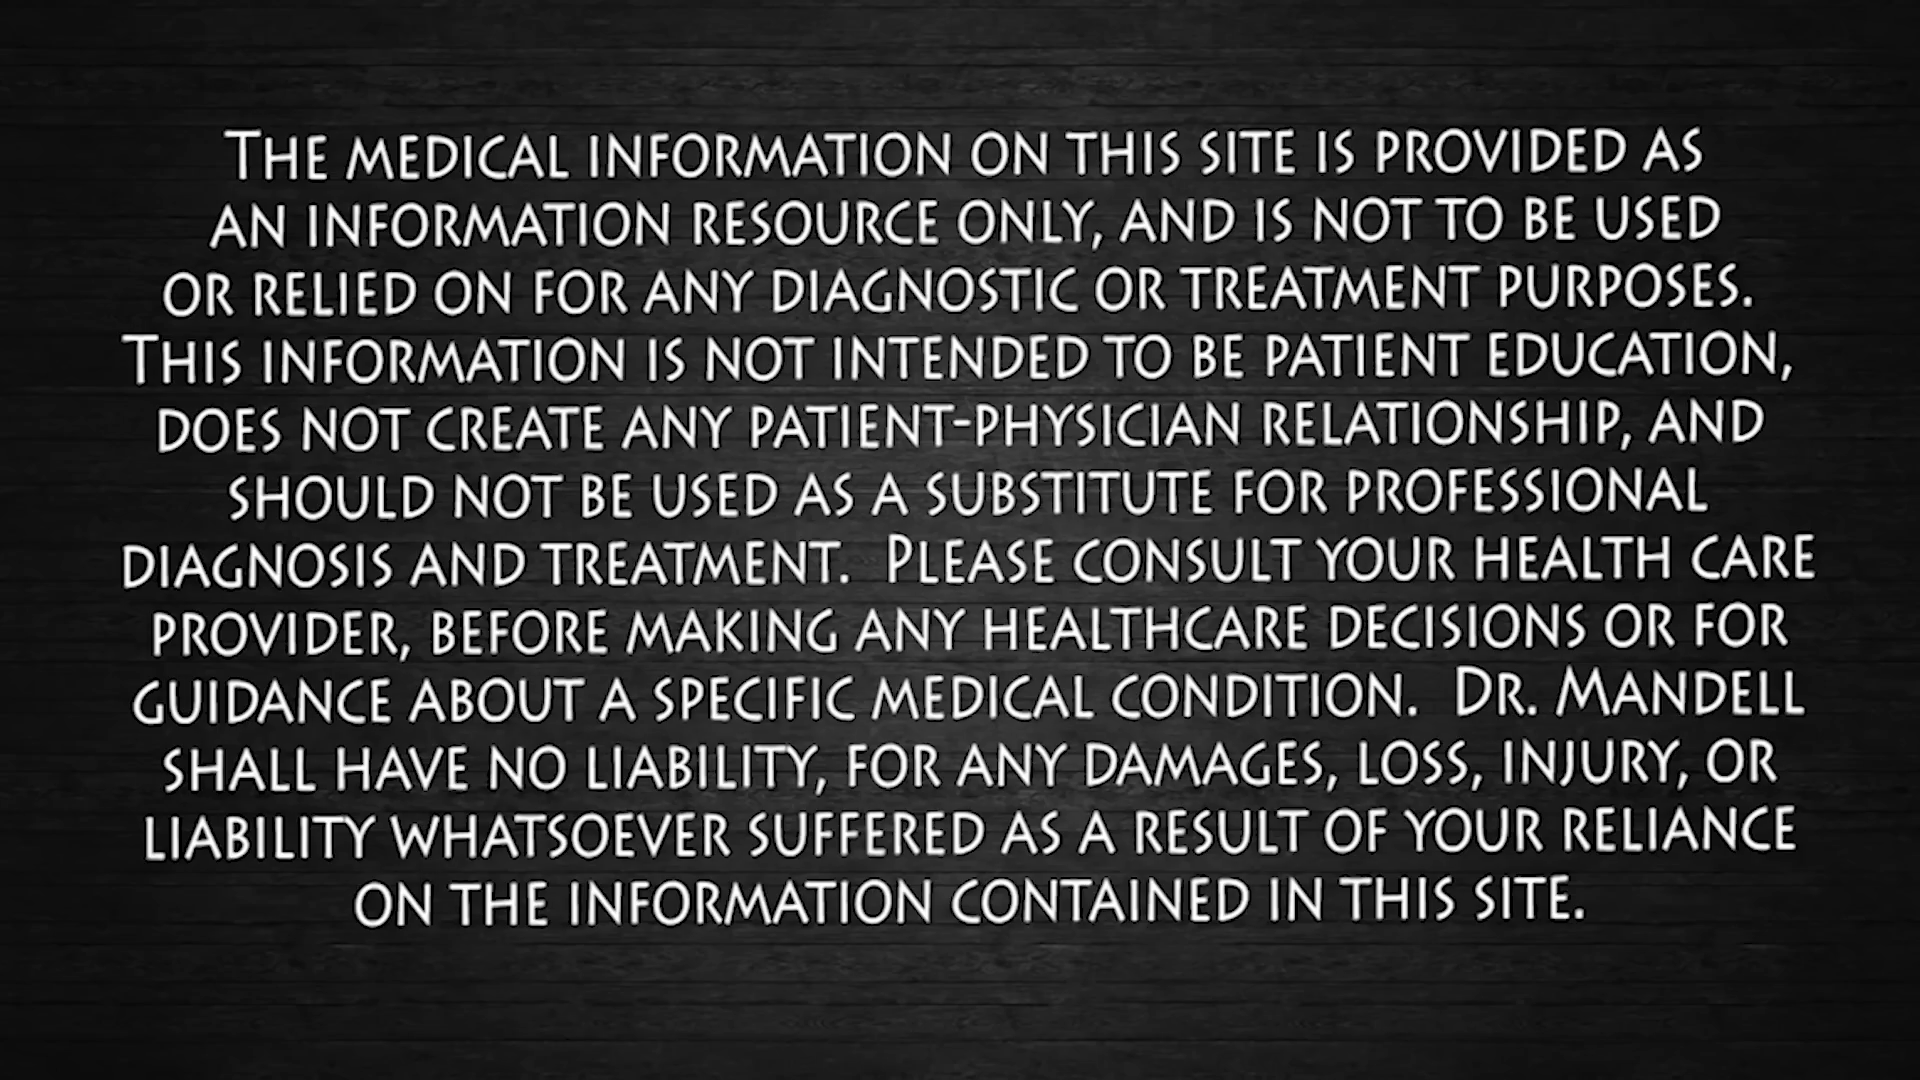 The medical information on this site is provided as
an information resource only, and is not to be used
or relied on for any diagnostic or treatment purposes.
This information is not intended to be patient education,
does not create any patient-physician relationship, and
should not be used as a substitute for professional
diagnosis and treatment. Please consult your health care
provider, before making any healthcare decisions or for
guidance about a specific medical condition. Dr. Mandell
shall have no liability, for any damages, loss, injury, or
liability whatsoever suffered as a result of your reliance
on the information contained in this site.